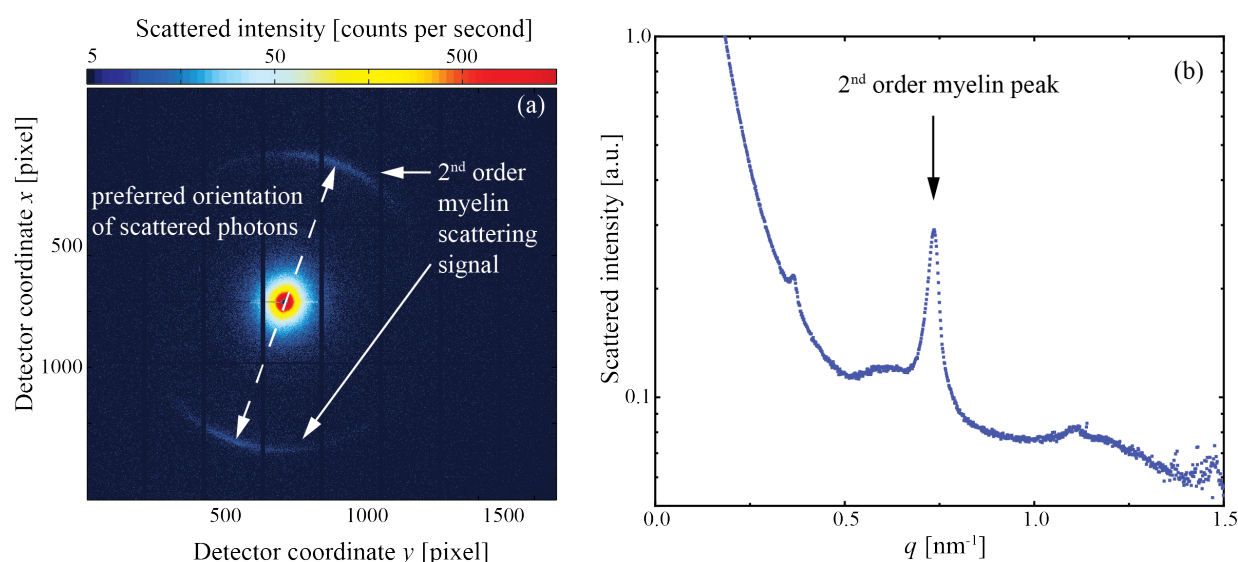 Scattered intensity [counts per second]
5 50 500
(a)
Detector coordinate x [pixel]
500
1000
preferred orientation
of scattered photons
2nd order
myelin
scattering
signal
500 1000 1500
Detector coordinate y [pixel]
(b)
2nd order myelin peak
Scattered intensity [a.u.]
1.0
0.1
0.0 0.5 1.0 1.5
q [nm-1]